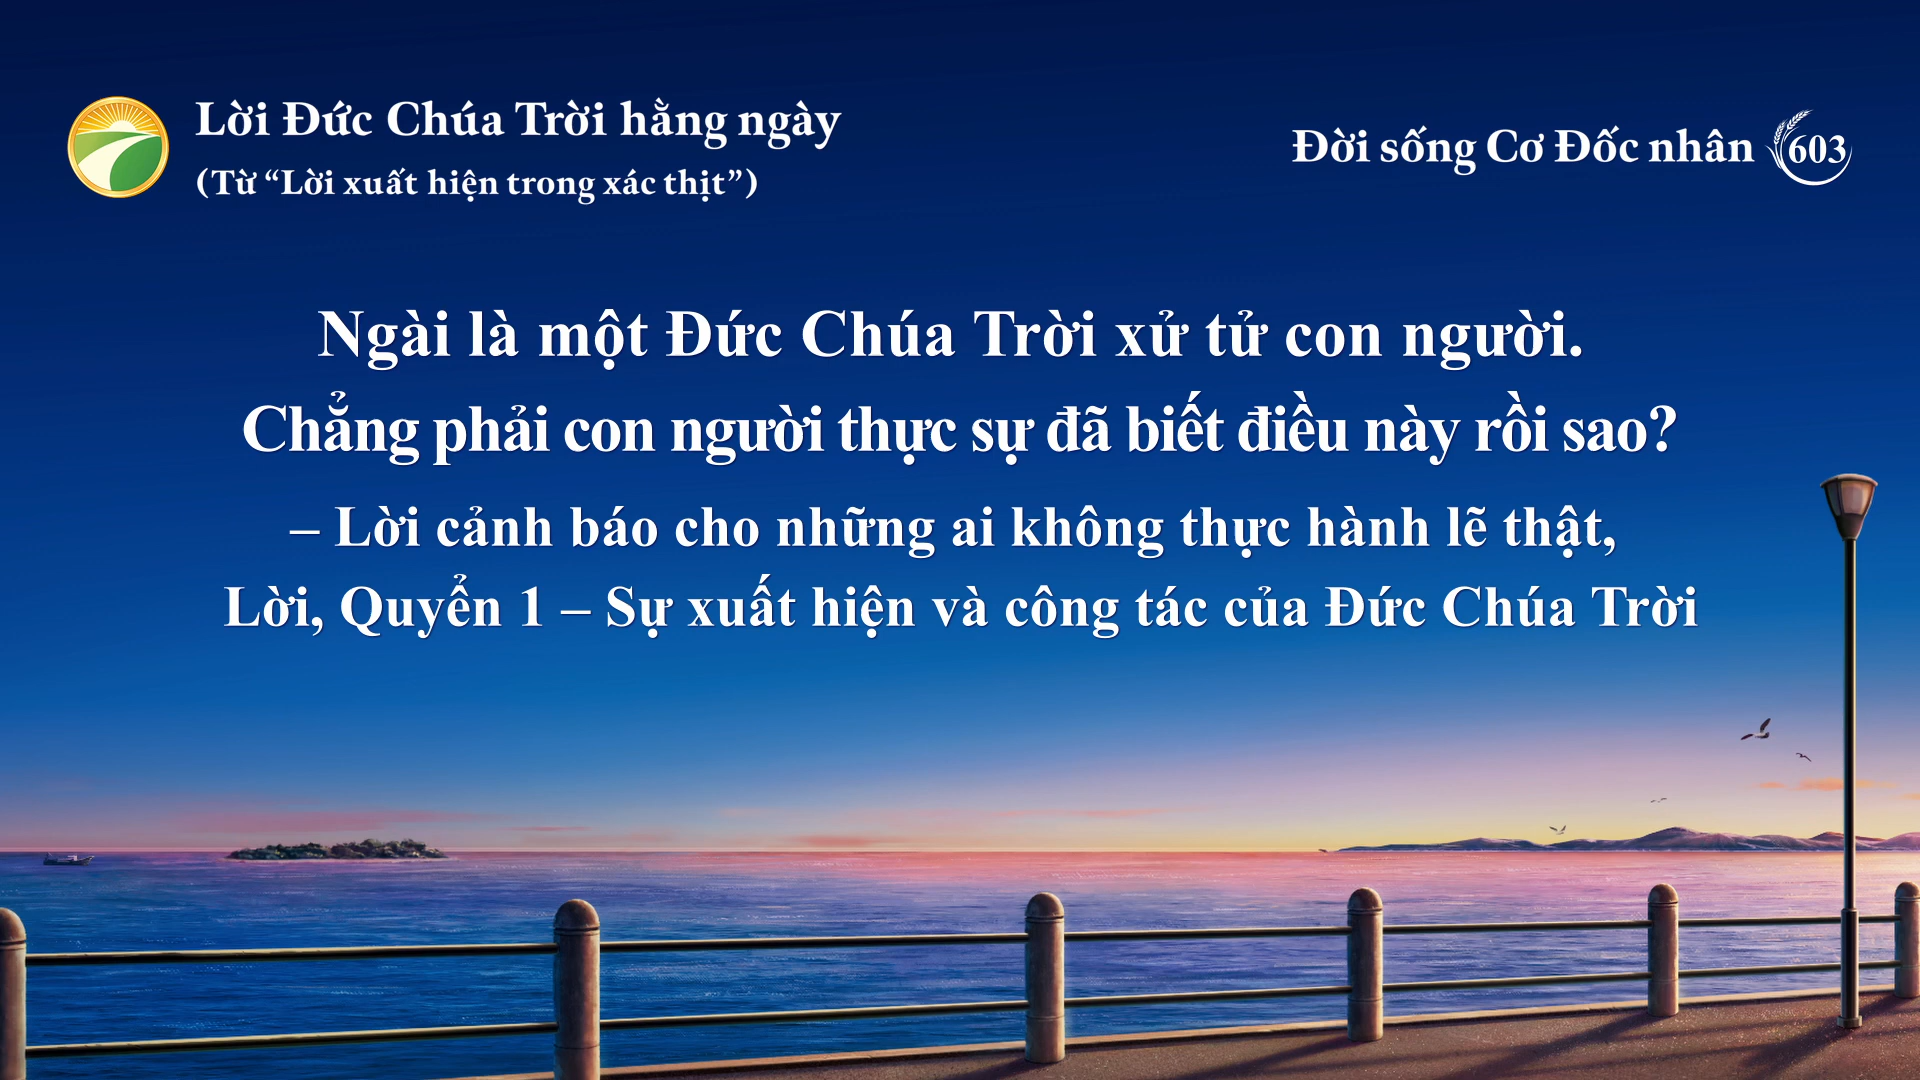 Lời Đức Chúa Trời hằng ngày
(Từ “Lời xuất hiện trong xác thịt”)
Đời sống Cơ Đốc nhân 603
Ngài là một Đức Chúa Trời xử tử con người.
Chẳng phải con người thực sự đã biết điều này rồi sao?
– Lời cảnh báo cho những ai không thực hành lẽ thật,
Lời, Quyển 1 – Sự xuất hiện và công tác của Đức Chúa Trời